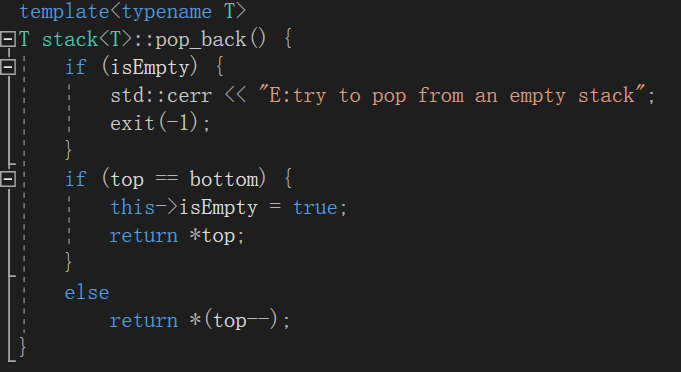 template<typename T>
T stack<T>::pop_back() {
if (isEmpty) {
std::cerr << "E:try to pop from an empty stack";
exit(-1);
}
if (top == bottom) {
this->isEmpty = true;
return *top;
}
else
return *(top--);
}